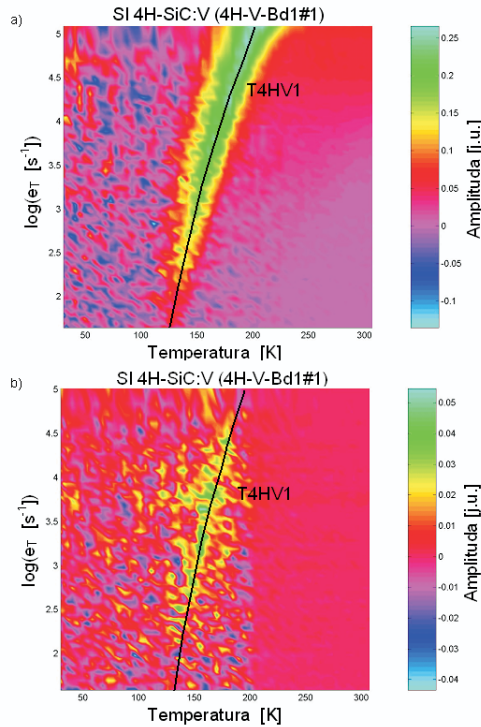 a)
SI 4H-SiC:V (4H-V-Bd1#1)
5
4.5
4
3.5
3
2.5
2
log(eT [s-1])
50 100 150 200 250 300
Temperatura [K]
T4HV1
0.25
0.2
0.15
0.1
0.05
0
-0.05
-0.1
Amplituda [j.u.]
b)
SI 4H-SiC:V (4H-V-Bd1#1)
5
4.5
4
3.5
3
2.5
2
log(eT [s-1])
50 100 150 200 250 300
Temperatura [K]
T4HV1
0.05
0.04
0.03
0.02
0.01
0
-0.01
-0.02
-0.03
-0.04
Amplituda [j.u.]